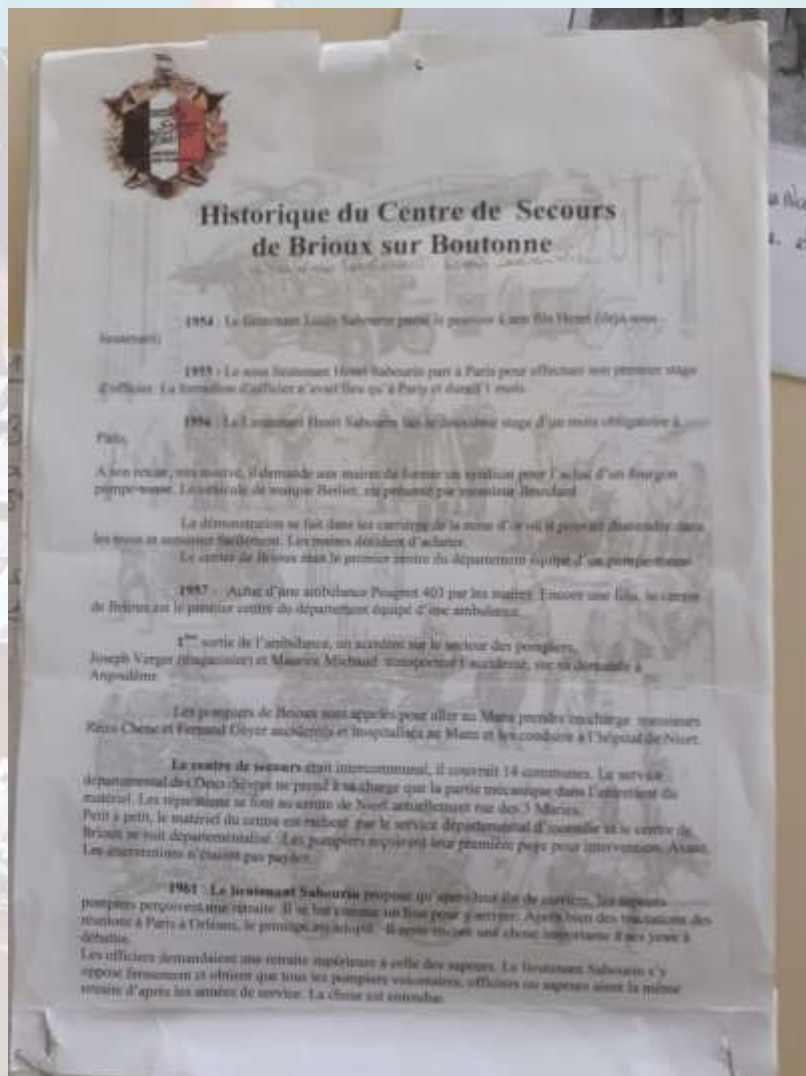 Historique du Centre de Secours
de Brioux sur Boutonne
1954 : Le lieutenant Louis Sabourin passe le pouvoir à son fils Henri (déjà sous-
lieutenant)
1955 : Le sous lieutenant Henri Sabourin part à Paris pour effectuer son premier stage
d'officier. La formation d'officier n'avait lieu qu'à Paris et durait 1 mois.
1956 : Le Lieutenant Henri Sabourin fait le deuxième stage d'un mois obligatoire à
Paris.
A son retour, très motivé, il demande aux maires de former un syndicat pour l'achat d'un fourgon
pompe-tonne. Le véhicule de marque Berliet, est présenté par monsieur
La démonstration se fait dans les carrières de la où il pouvait descendre dans
les trous et remonter facilement. Les maires décident d'acheter.
Le centre de Brioux était le premier centre du département équipé d'un pompe-tonne
1957 : Achat d'une ambulance Peugeot 403 par les maires. Encore une fois, le centre
de Brioux est le premier centre du département équipé d'une ambulance.
1ère sortie de l'ambulance, un accident sur le secteur des pompiers,
Joseph Verger (magasinier) et Maurice Michaud transportent l'accidenté, sur sa demande à
Angoulême
Les pompiers de Brioux sont appelés pour aller au Mans prendre en charge messieurs
Chene et Fernand accidentés et hospitalisés au Mans et les conduire à l'hôpital de Niort.
Le centre de secours était intercommunal, il couvrait 14 communes. Le service
départemental des Deux-Sèvres ne prend à sa charge que la partie mécanique dans l'entretien du
matériel. Les réparations se font au centre de Niort actuellement rue des 3
Petit à petit, le matériel du centre est racheté par le service départemental d'incendie et le centre de
Brioux se voit départementalisé. Les pompiers reçoivent leur première paye pour intervention. Avant,
Les interventions n'étaient pas payées.
1961 : Le lieutenant Sabourin propose qu'après leur fin de carrière, les sapeurs
pompiers perçoivent une retraite. Il se bat comme un lion pour y arriver. Après bien des tractations des
réunions à Paris à Orléans, le principe est adopté. Il reste encore une chose importante à ses yeux à
débattre.
Les officiers demandaient une retraite supérieure à celle des sapeurs. Le lieutenant Sabourin s'y
oppose fermement et obtient que tous les pompiers volontaires, officiers ou sapeurs aient la même
retraite d'après les années de service. La chose est entendue.